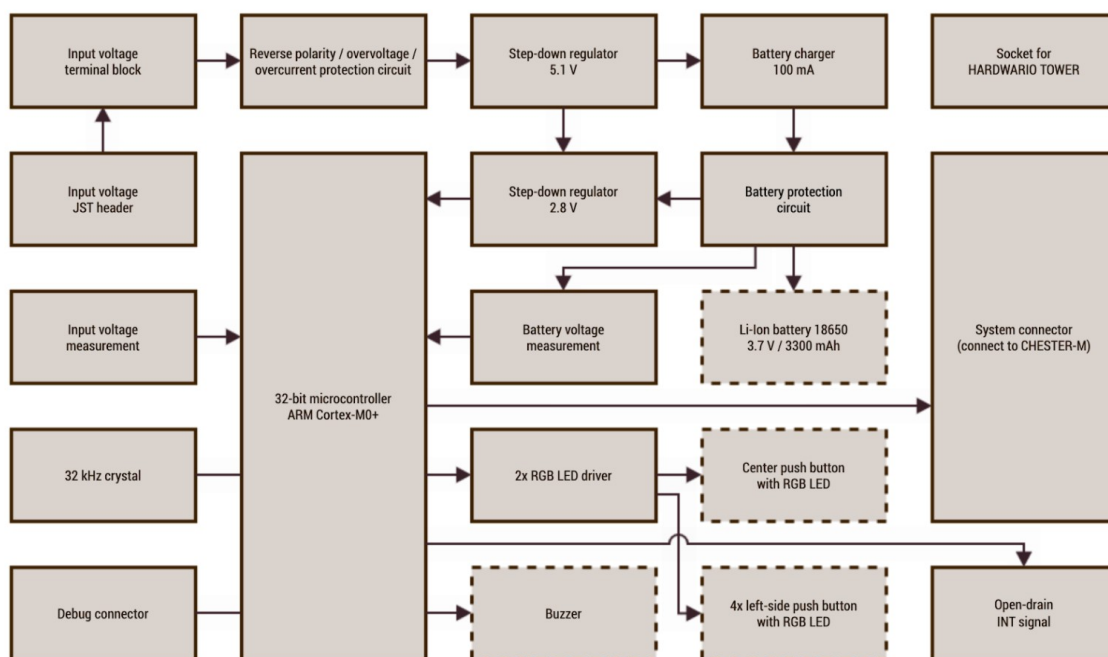 Input voltage
terminal block
Reverse polarity / overvoltage /
overcurrent protection circuit
Step-down regulator
5.1 V
Battery charger
100 mA
Socket for
HARDWARIO TOWER
Input voltage
JST header
Step-down regulator
2.8 V
Battery protection
circuit
Input voltage
measurement
Battery voltage
measurement
Li-Ion battery 18650
3.7 V / 3300 mAh
System connector
(connect to CHESTER-M)
32-bit microcontroller
ARM Cortex-M0+
32 kHz crystal
2x RGB LED driver
Center push button
with RGB LED
Debug connector
Buzzer
4x left-side push button
with RGB LED
Open-drain
INT signal